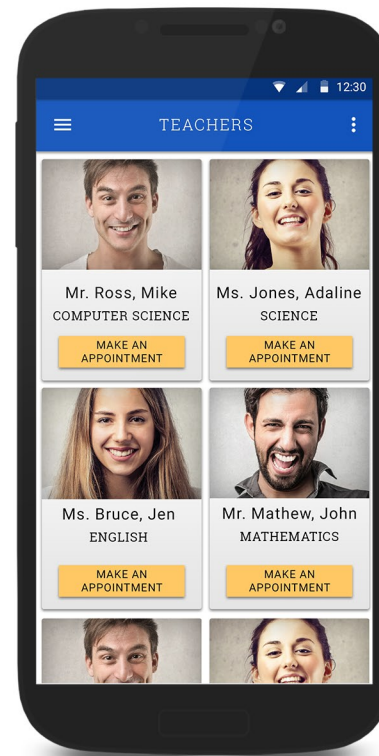 12:30
TEACHERS
Mr. Ross, Mike
COMPUTER SCIENCE
MAKE AN
APPOINTMENT
Ms. Jones, Adaline
SCIENCE
MAKE AN
APPOINTMENT
Ms. Bruce, Jen
ENGLISH
MAKE AN
APPOINTMENT
Mr. Mathew, John
MATHEMATICS
MAKE AN
APPOINTMENT